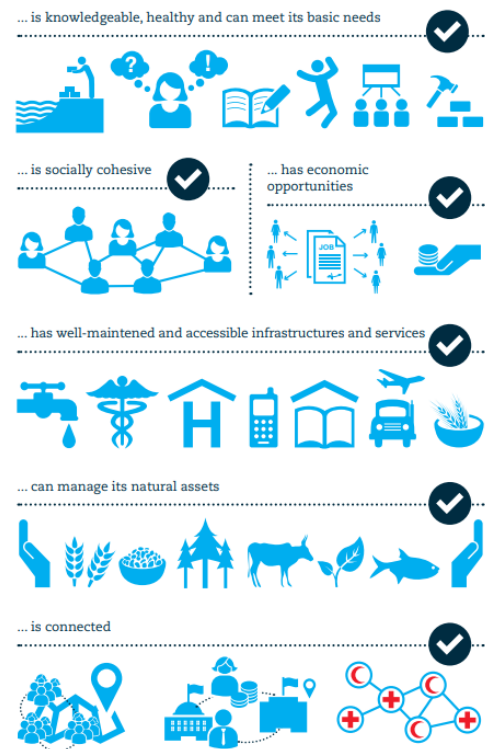 ... is knowledgeable, healthy and can meet its basic needs
?
!
... is socially cohesive
... has economic
opportunities
JOB
... has well-maintened and accessible infrastructures and services
H
... can manage its natural assets
... is connected